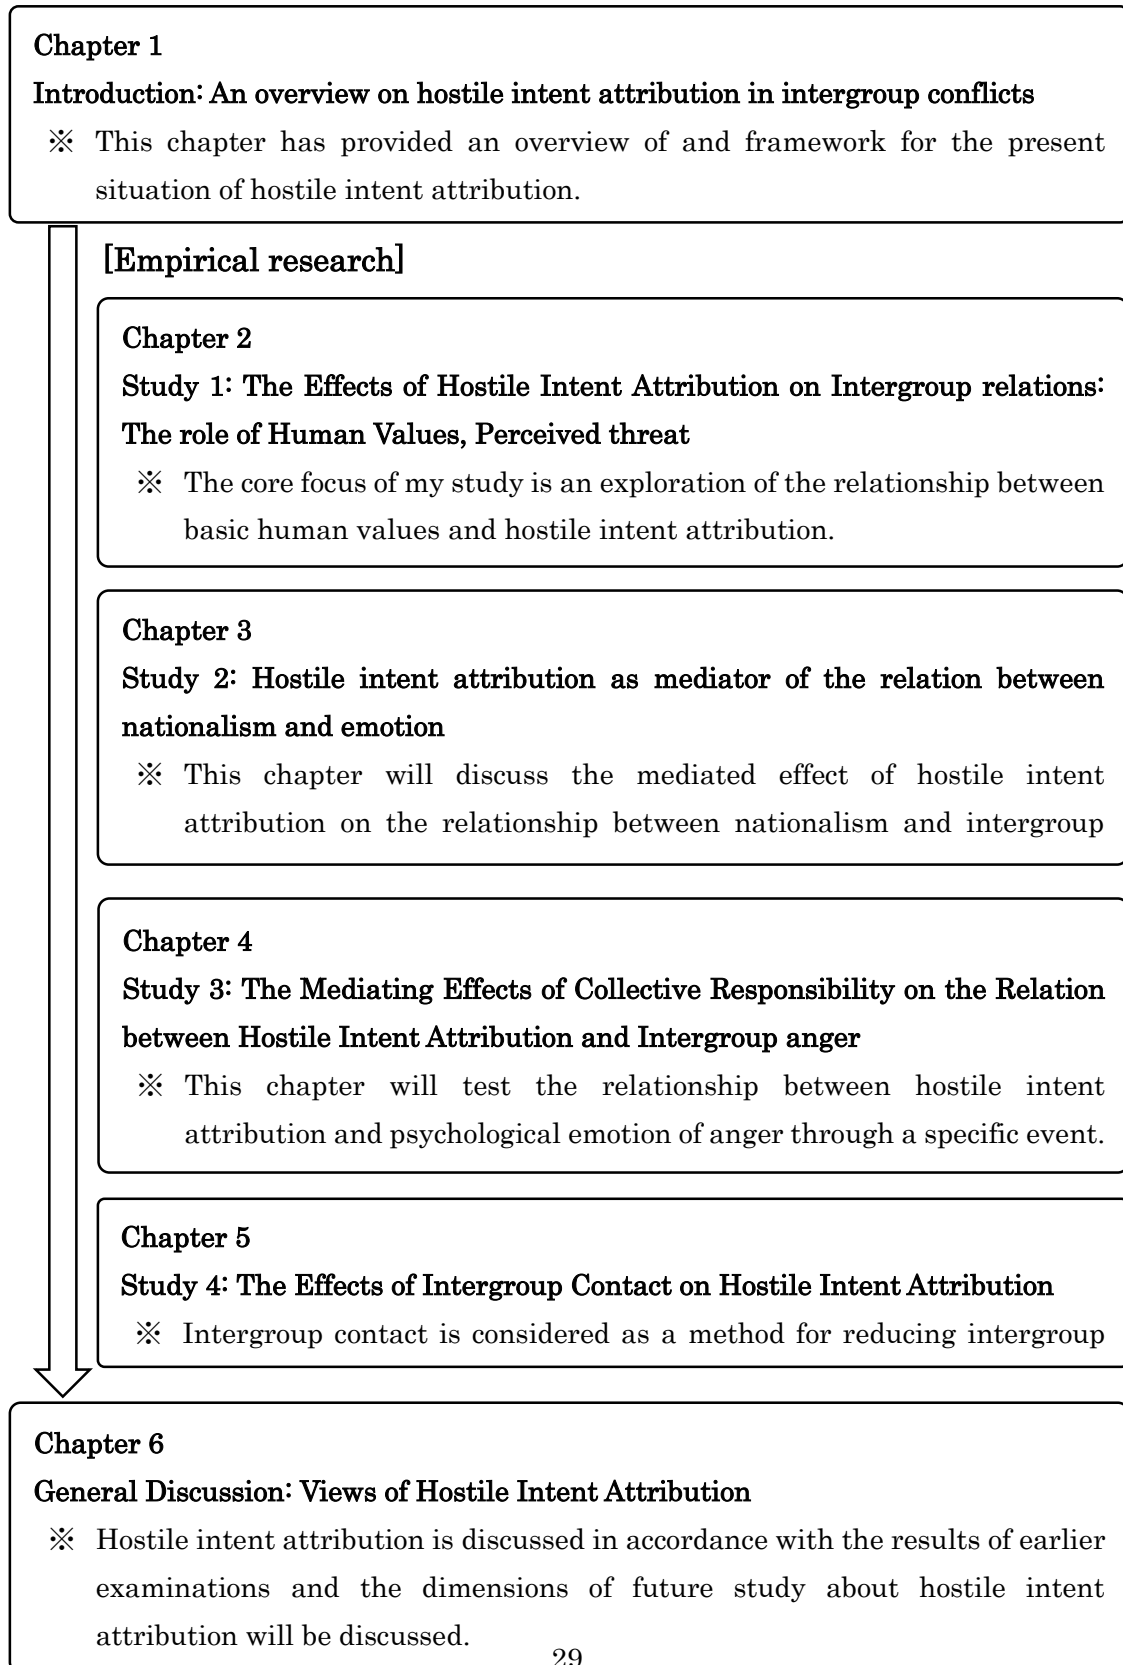 Chapter 1
Introduction: An overview on hostile intent attribution in intergroup conflicts
※ This chapter has provided an overview of and framework for the present
situation of hostile intent attribution.
[Empirical research]
Chapter 2
Study 1: The Effects of Hostile Intent Attribution on Intergroup relations:
The role of Human Values, Perceived threat
※ The core focus of my study is an exploration of the relationship between
basic human values and hostile intent attribution.
Chapter 3
Study 2: Hostile intent attribution as mediator of the relation between
nationalism and emotion
※ This chapter will discuss the mediated effect of hostile intent
attribution on the relationship between nationalism and intergroup
Chapter 4
Study 3: The Mediating Effects of Collective Responsibility on the Relation
between Hostile Intent Attribution and Intergroup anger
※ This chapter will test the relationship between hostile intent
attribution and psychological emotion of anger through a specific event.
Chapter 5
Study 4: The Effects of Intergroup Contact on Hostile Intent Attribution
※ Intergroup contact is considered as a method for reducing intergroup
Chapter 6
General Discussion: Views of Hostile Intent Attribution
※ Hostile intent attribution is discussed in accordance with the results of earlier
examinations and the dimensions of future study about hostile intent
attribution will be discussed.
29